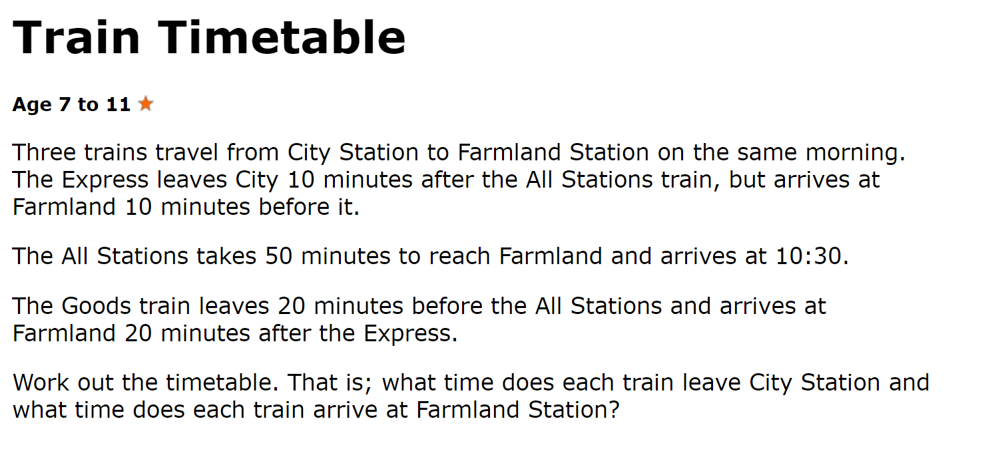 Train Timetable
Age 7 to 11
Three trains travel from City Station to Farmland Station on the same morning.
The Express leaves City 10 minutes after the All Stations train, but arrives at
Farmland 10 minutes before it.
The All Stations takes 50 minutes to reach Farmland and arrives at 10:30.
The Goods train leaves 20 minutes before the All Stations and arrives at
Farmland 20 minutes after the Express.
Work out the timetable. That is; what time does each train leave City Station and
what time does each train arrive at Farmland Station?